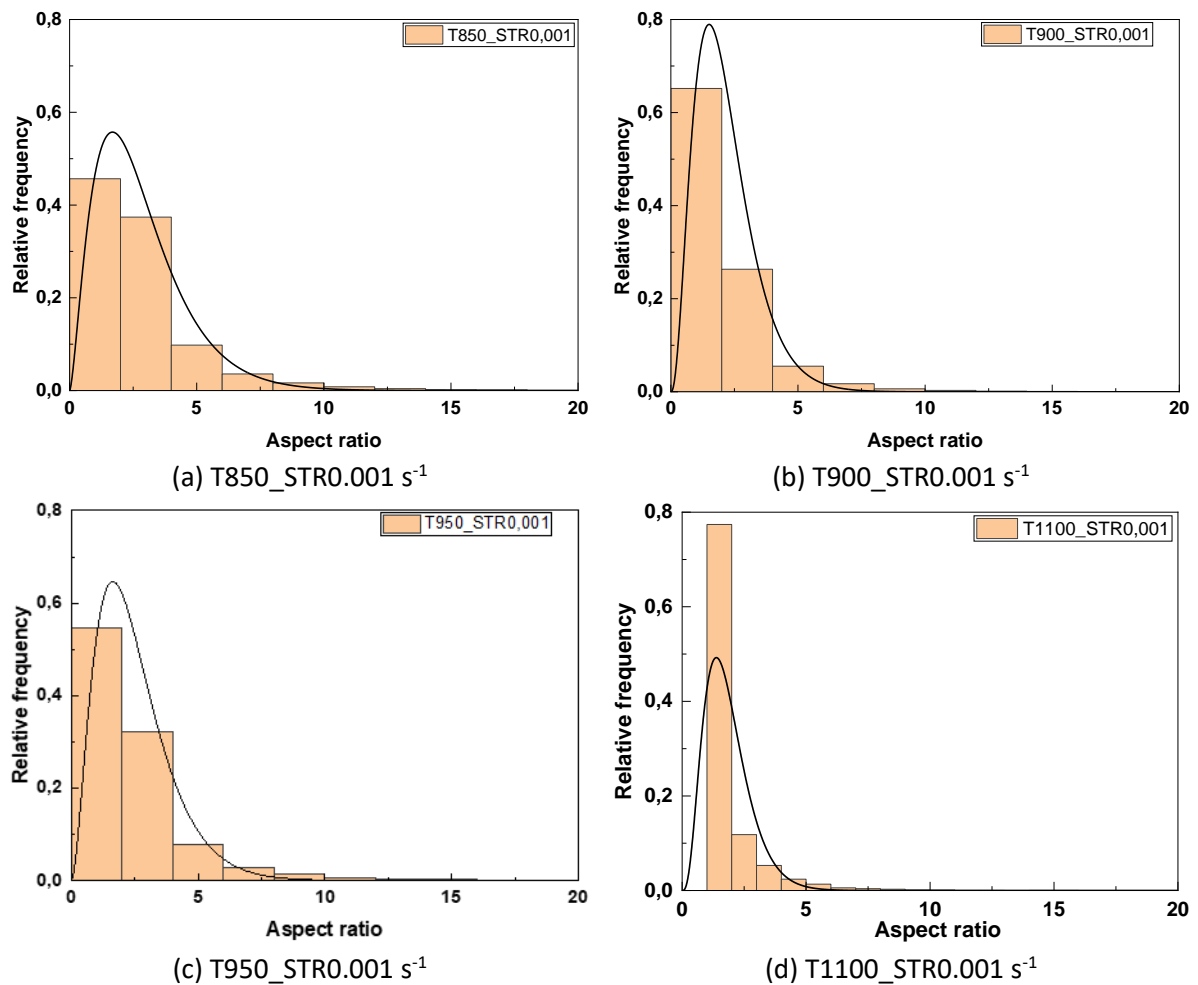 0,8
T850_STR0,001
0,6
0,4
0,2
0,0
Relative frequency
0 5 10 15 20
Aspect ratio
(a) T850_STR0.001 s-1
0,8
T900_STR0,001
0,6
0,4
0,2
0,0
Relative frequency
0 5 10 15 20
Aspect ratio
(b) T900_STR0.001 s-1
0,8
T950_STR0,001
0,6
0,4
0,2
0,0
Relative frequency
0 5 10 15 20
Aspect ratio
(c) T950_STR0.001 s-1
0,8
T1100_STR0,001
0,6
0,4
0,2
0,0
Relative frequency
0 5 10 15 20
Aspect ratio
(d) T1100_STR0.001 s-1